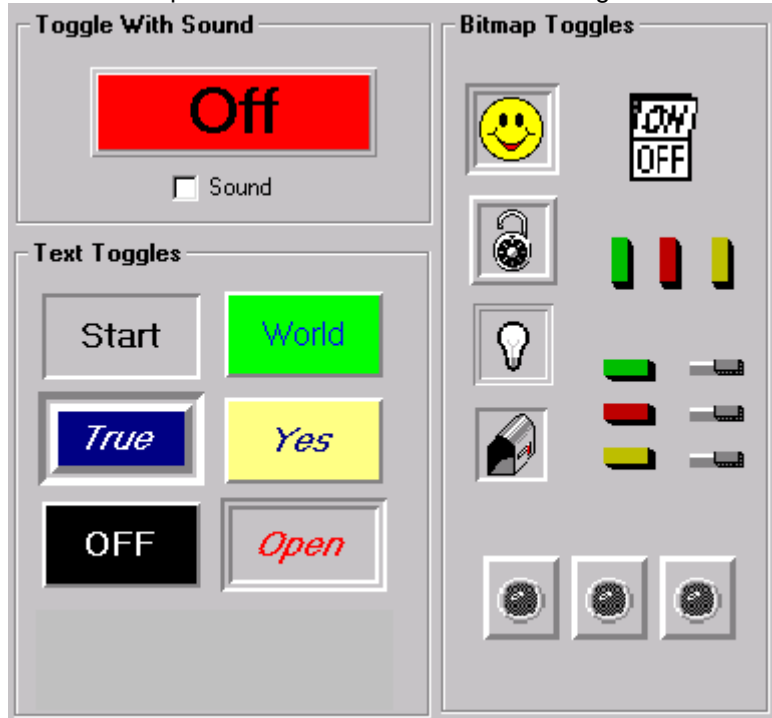 Toggle With Sound
Off
Sound
Text Toggles
Start
World
True
Yes
OFF
Open
Bitmap Toggles
ON
OFF